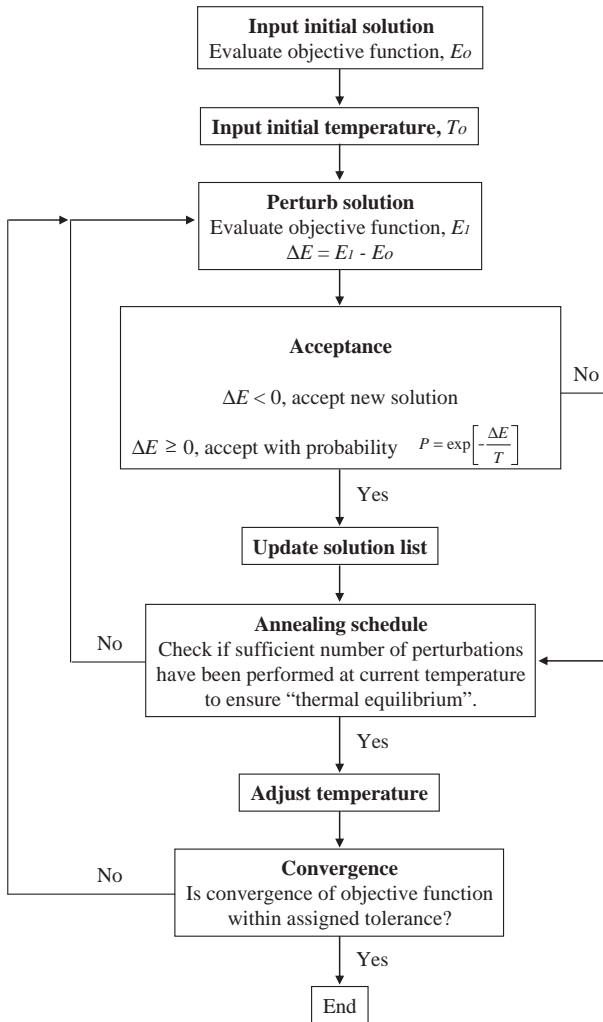 Input initial solution
Evaluate objective function, Eo
Input initial temperature, To
Perturb solution
Evaluate objective function, E1
ΔE = E1 - Eo
Acceptance
No
ΔE < 0, accept new solution
ΔE ≥ 0, accept with probability P = exp[-ΔE/T]
Yes
Update solution list
Annealing schedule
No
Check if sufficient number of perturbations
have been performed at current temperature
to ensure “thermal equilibrium”.
Yes
Adjust temperature
Convergence
No
Is convergence of objective function
within assigned tolerance?
Yes
End